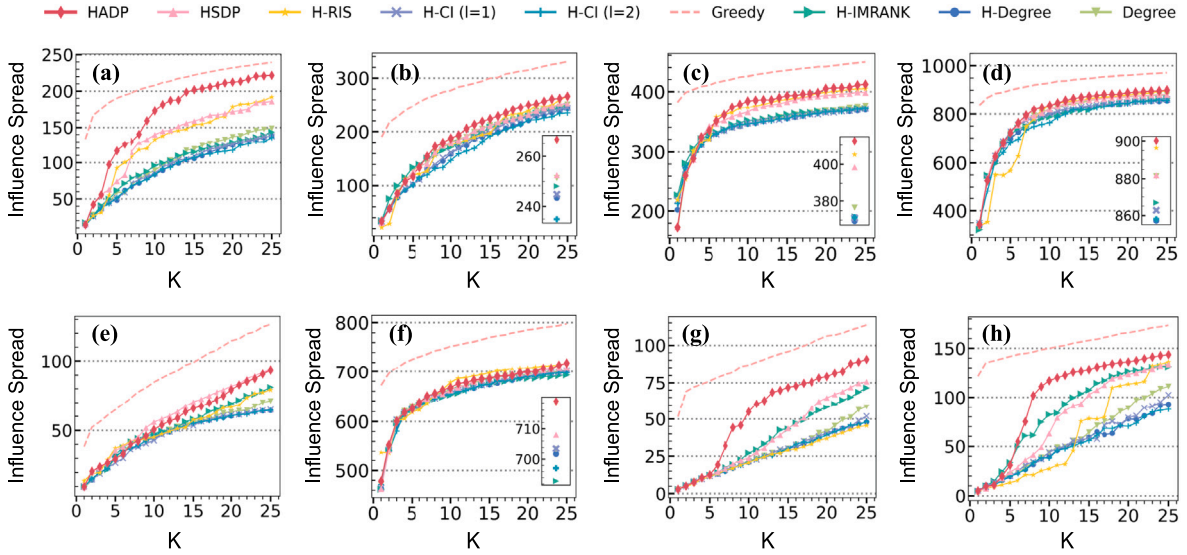 HADP HSDP H-RIS H-CI (l=1) H-CI (l=2) Greedy H-IMRANK H-Degree Degree
(a)
Influence Spread
250
200
150
100
50
0 5 10 15 20 25
K
(b)
Influence Spread
300
200
100
260
240
0 5 10 15 20 25
K
(c)
Influence Spread
400
300
200
400
380
0 5 10 15 20 25
K
(d)
Influence Spread
1000
800
600
400
900
880
860
0 5 10 15 20 25
K
(e)
Influence Spread
100
50
0 5 10 15 20 25
K
(f)
Influence Spread
800
700
600
500
710
700
0 5 10 15 20 25
K
(g)
Influence Spread
100
75
50
25
0
0 5 10 15 20 25
K
(h)
Influence Spread
150
100
50
0
0 5 10 15 20 25
K